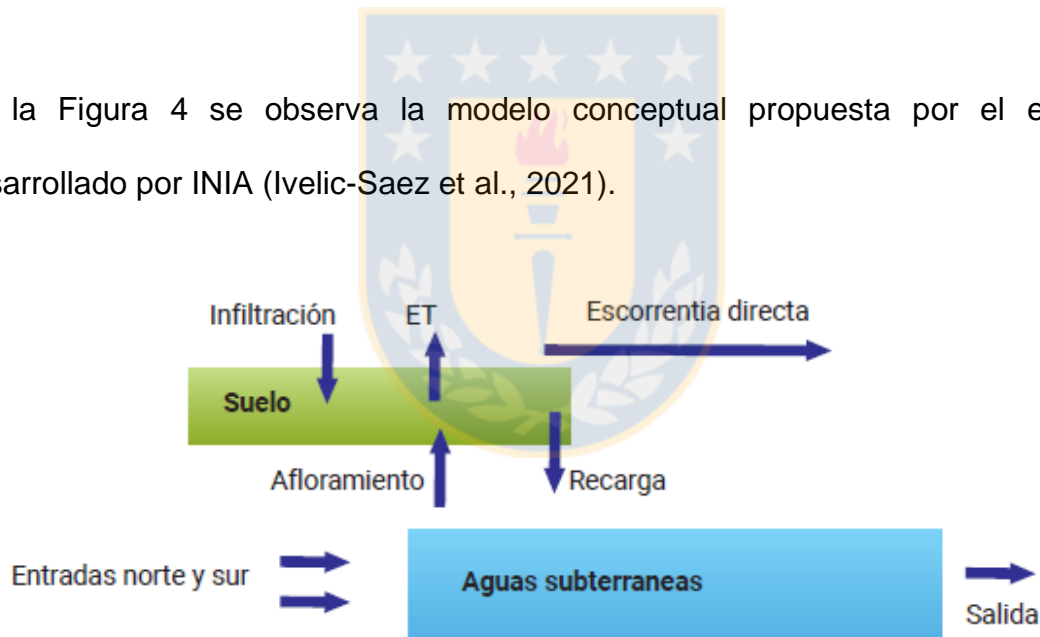 la Figura 4 se observa la modelo conceptual propuesta por el e
sarrollado por INIA (Ivelic-Saez et al., 2021).
Infiltración ET Escorrentia directa
Suelo
Afloramiento Recarga
Entradas norte y sur Aguas subterraneas
Salida